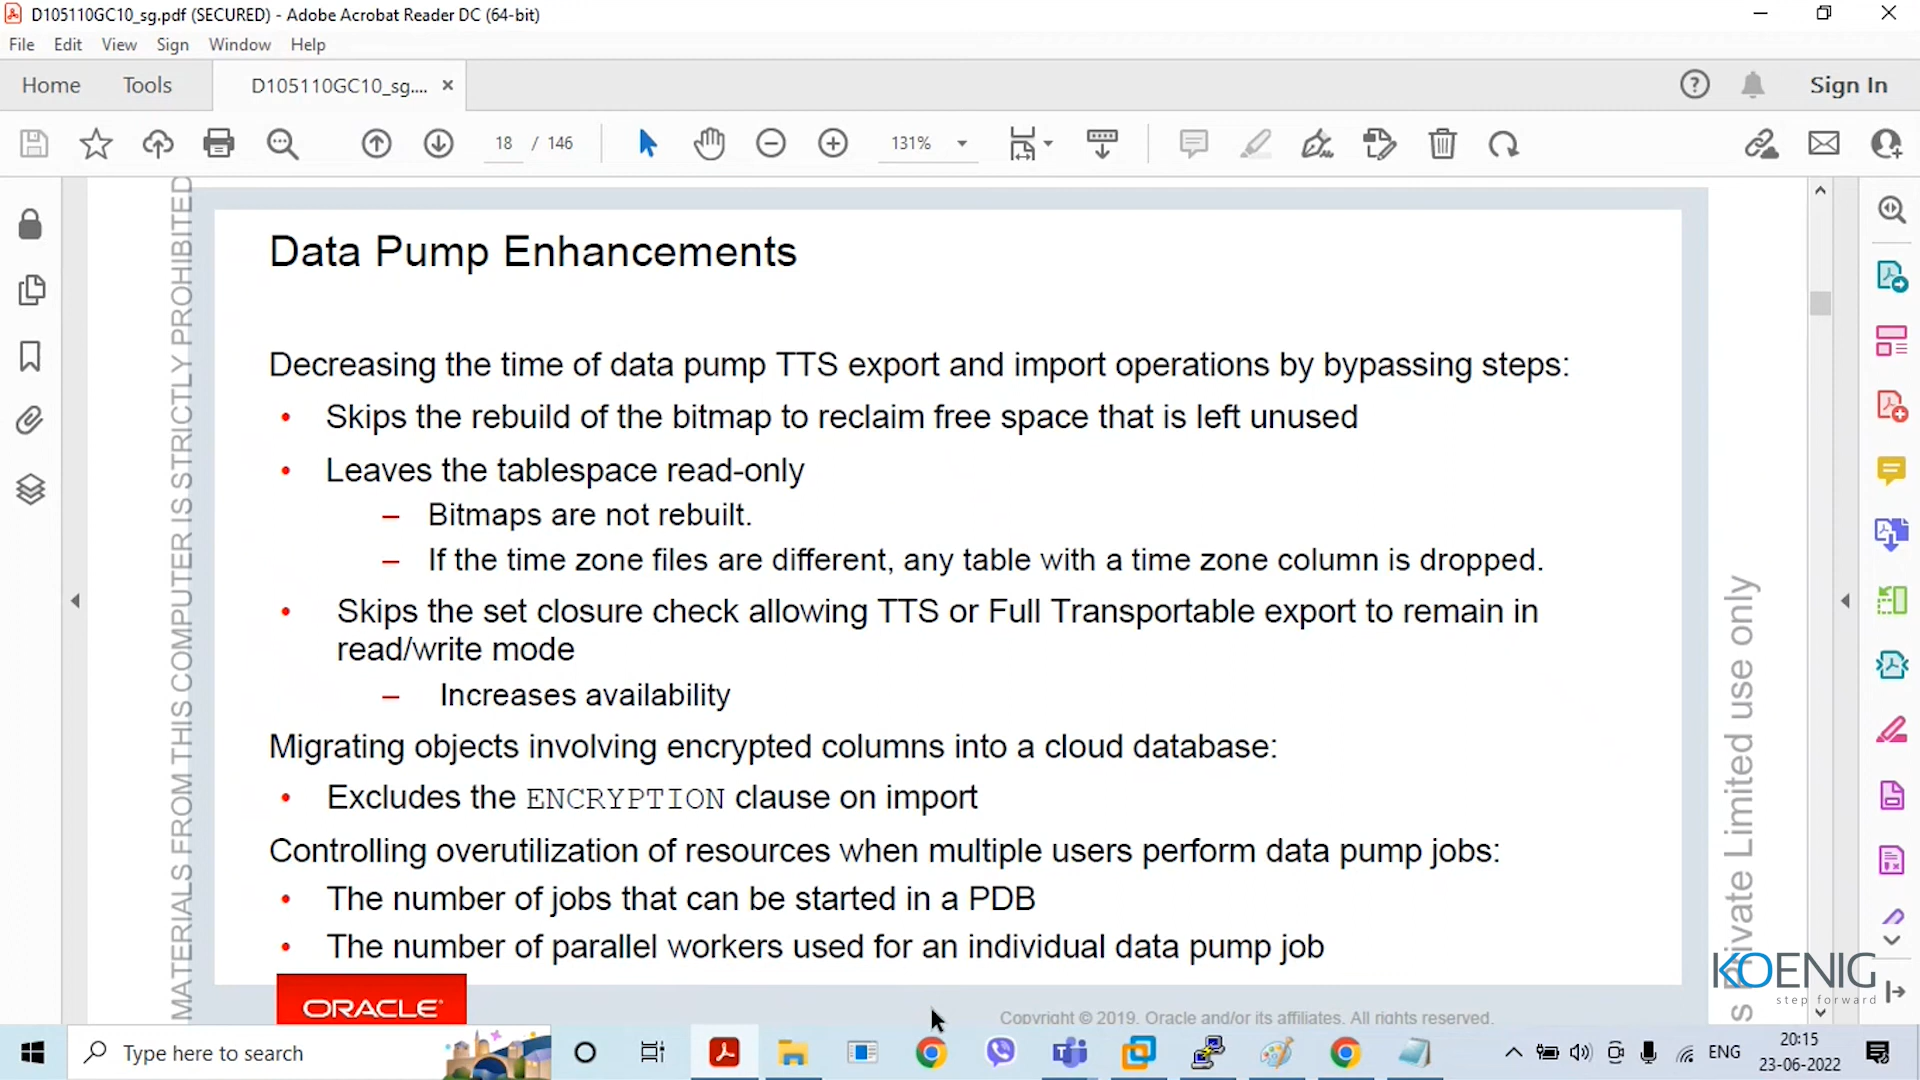 D105110GC10_sg.pdf (SECURED) - Adobe Acrobat Reader DC (64-bit)
File Edit View Sign Window Help
Home Tools D105110GC10_sg.... × Sign In
18 / 146 131%
MATERIALS FROM THIS COMPUTER IS STRICTLY PROHIBITED
Data Pump Enhancements
Decreasing the time of data pump TTS export and import operations by bypassing steps:
• Skips the rebuild of the bitmap to reclaim free space that is left unused
• Leaves the tablespace read-only
– Bitmaps are not rebuilt.
– If the time zone files are different, any table with a time zone column is dropped.
• Skips the set closure check allowing TTS or Full Transportable export to remain in
read/write mode
– Increases availability
Migrating objects involving encrypted columns into a cloud database:
• Excludes the ENCRYPTION clause on import
Controlling overutilization of resources when multiple users perform data pump jobs:
• The number of jobs that can be started in a PDB
• The number of parallel workers used for an individual data pump job
ORACLE
Copyright © 2019, Oracle and/or its affiliates. All rights reserved.
Limited use only
KOENIG
step forward
Type here to search
ENG
20:15
23-06-2022